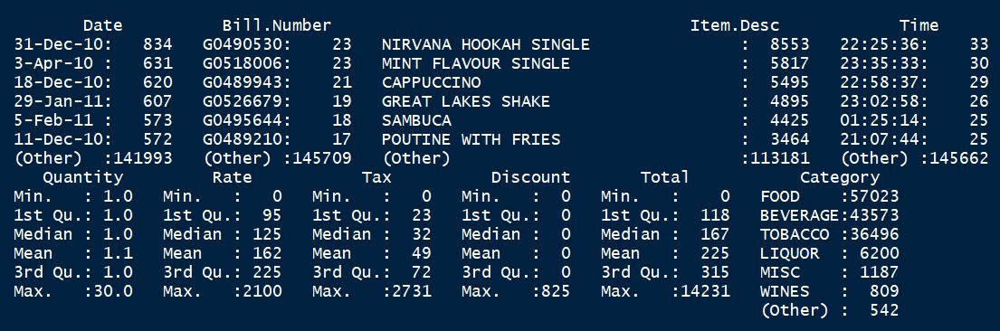 Date Bill.Number Item.Desc Time
31-Dec-10: 834 G0490530: 23 NIRVANA HOOKAH SINGLE : 8553 22:25:36: 33
3-Apr-10 : 631 G0518006: 23 MINT FLAVOUR SINGLE : 5817 23:35:33: 30
18-Dec-10: 620 G0489943: 21 CAPPUCCINO : 5495 22:58:37: 29
29-Jan-11: 607 G0526679: 19 GREAT LAKES SHAKE : 4895 23:02:58: 26
5-Feb-11 : 573 G0495644: 18 SAMBUCA : 4425 01:25:14: 25
11-Dec-10: 572 G0489210: 17 POUTINE WITH FRIES : 3464 21:07:44: 25
(Other) :141993 (Other) :145709 (Other) :113181 (Other) :145662
Quantity Rate Tax Discount Total Category
Min. : 1.0 Min. : 0 Min. : 0 Min. : 0 Min. : 0 FOOD :57023
1st Qu.: 1.0 1st Qu.: 95 1st Qu.: 23 1st Qu.: 0 1st Qu.: 118 BEVERAGE:43573
Median : 1.0 Median : 125 Median : 32 Median : 0 Median : 167 TOBACCO :36496
Mean : 1.1 Mean : 162 Mean : 49 Mean : 0 Mean : 225 LIQUOR : 6200
3rd Qu.: 1.0 3rd Qu.: 225 3rd Qu.: 72 3rd Qu.: 0 3rd Qu.: 315 MISC : 1187
Max. :30.0 Max. :2100 Max. :2731 Max. :825 Max. :14231 WINES : 809
(Other) : 542